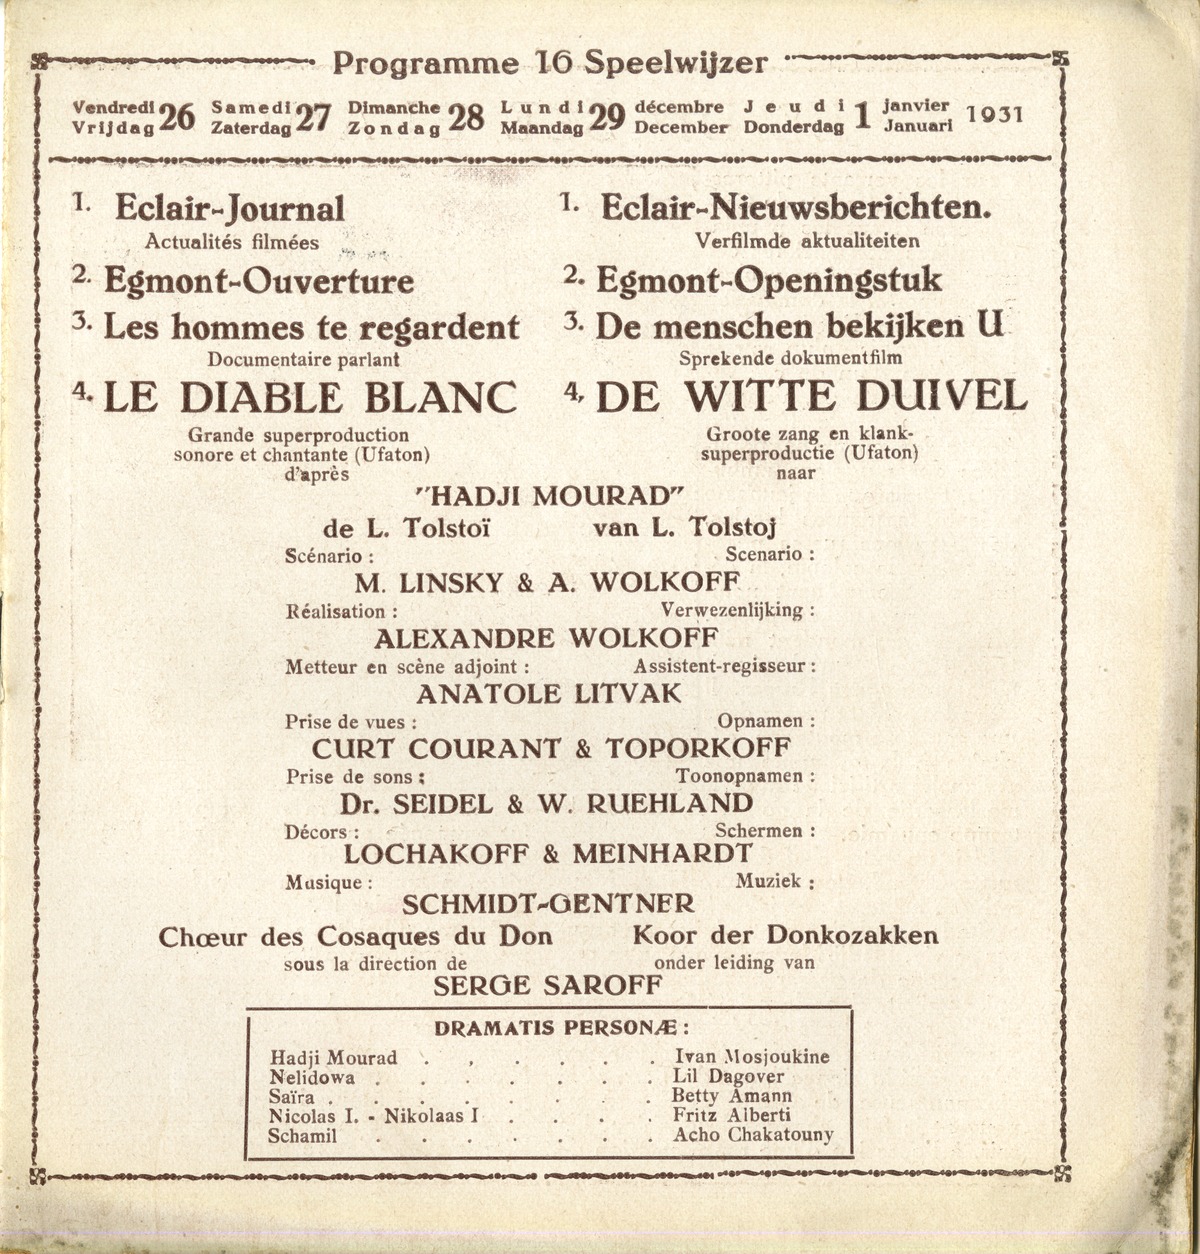 Programme 16 Speelwijzer
Vendredi 26 Samedi 27 Dimanche 28 Lundi 29 décembre Jeudi 1 janvier 1931
Vrijdag Zaterdag Zondag Maandag December Donderdag Januari
1. Eclair-Journal
Actualités filmées
2. Egmont-Ouverture
3. Les hommes te regardent
Documentaire parlant
4. LE DIABLE BLANC
Grande superproduction
sonore et chantante (Ufaton)
d'après
1. Eclair-Nieuwsberichten.
Verfilmde aktualiteiten
2. Egmont-Openingstuk
3. De menschen bekijken U
Sprekende dokumentfilm
4, DE WITTE DUIVEL
Groote zang en klank-
superproductie (Ufaton)
naar
"HADJI MOURAD"
de L. Tolstoï van L. Tolstoj
Scénario : Scenario :
M. LINSKY & A. WOLKOFF
Réalisation : Verwezenlijking :
ALEXANDRE WOLKOFF
Metteur en scène adjoint : Assistent-regisseur :
ANATOLE LITVAK
Prise de vues : Opnamen :
CURT COURANT & TOPORKOFF
Prise de sons : Toonopnamen :
Dr. SEIDEL & W. RUEHLAND
Décors : Schermen :
LOCHAKOFF & MEINHARDT
Musique : Muziek :
SCHMIDT-GENTNER
Chœur des Cosaques du Don Koor der Donkozakken
sous la direction de onder leiding van
SERGE SAROFF
DRAMATIS PERSONÆ :
Hadji Mourad . , . . . . Ivan Mosjoukine
Nelidowa . . . . . . . Lil Dagover
Saïra . . . . . . . . Betty Amann
Nicolas I. - Nikolaas I . . . Fritz Alberti
Schamil . . . . . . . Acho Chakatouny